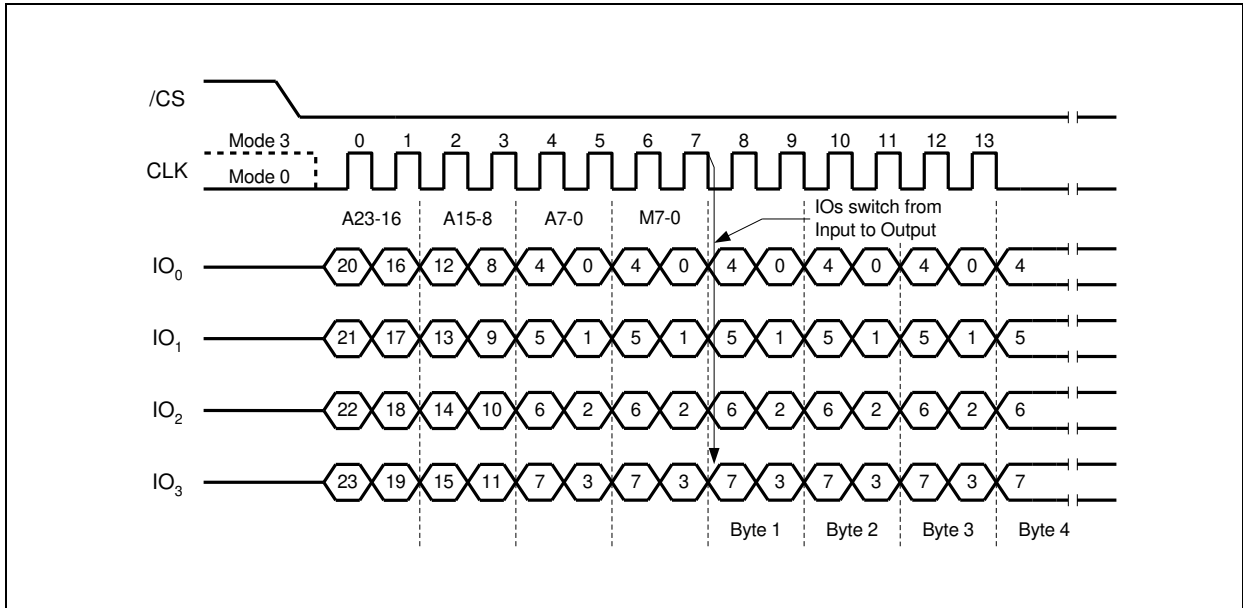 /CS
Mode 3 0 1 2 3 4 5 6 7 8 9 10 11 12 13
CLK
Mode 0
A23-16 A15-8 A7-0 M7-0 IOs switch from
Input to Output
IO0 20 16 12 8 4 0 4 0 4 0 4 0 4 0 4
IO1 21 17 13 9 5 1 5 1 5 1 5 1 5 1 5
IO2 22 18 14 10 6 2 6 2 6 2 6 2 6 2 6
IO3 23 19 15 11 7 3 7 3 7 3 7 3 7 3 7
Byte 1 Byte 2 Byte 3 Byte 4